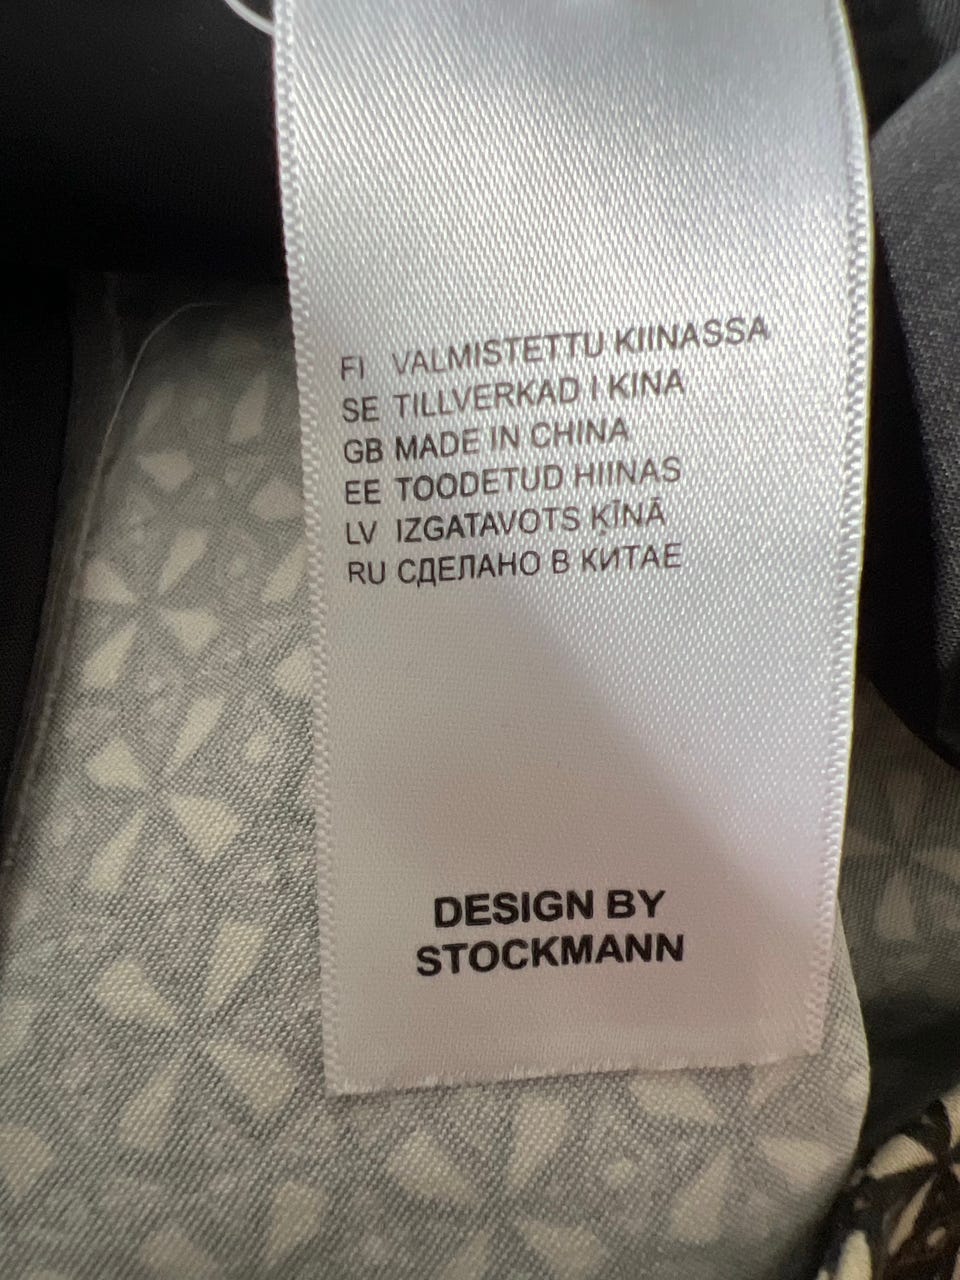 FI VALMISTETTU KIINASSA
SE TILLVERKAD I KINA
GB MADE IN CHINA
EE TOODETUD HIINAS
LV IZGATAVOTS ĶĪNĀ
RU СДЕЛАНО В КИТАЕ
DESIGN BY
STOCKMANN